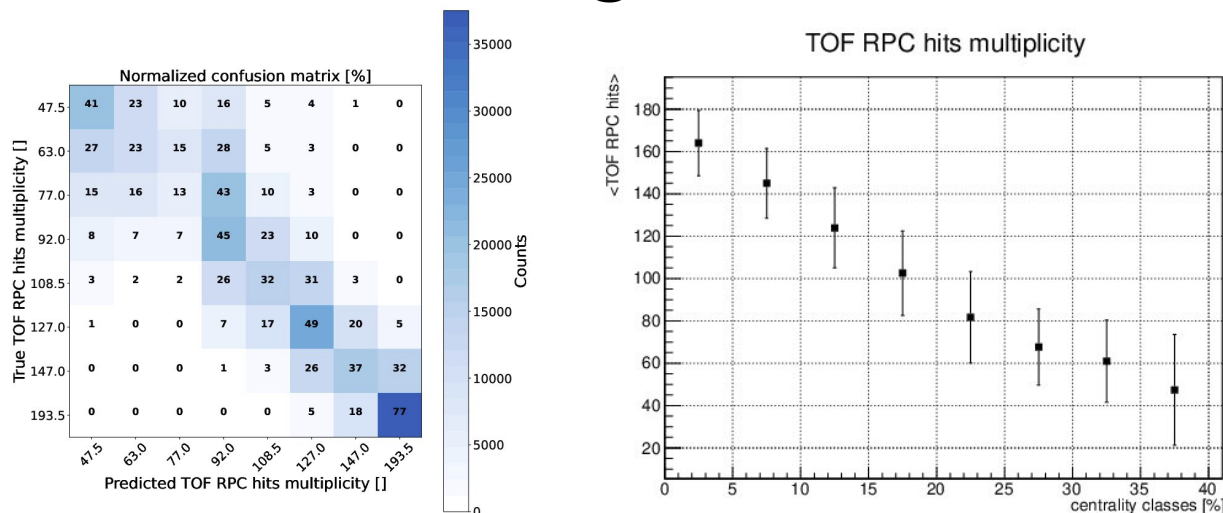 Normalized confusion matrix [%]
True TOF RPC hits multiplicity []
47.5 41 23 10 16 5 4 1 0
63.0 27 23 15 28 5 3 0 0
77.0 15 16 13 43 10 3 0 0
92.0 8 7 7 45 23 10 0 0
108.5 3 2 2 26 32 31 3 0
127.0 1 0 0 7 17 49 20 5
147.0 0 0 0 1 3 26 37 32
193.5 0 0 0 0 0 5 18 77
47.5 63.0 77.0 92.0 108.5 127.0 147.0 193.5
Predicted TOF RPC hits multiplicity []
35000
30000
25000
20000
15000
10000
5000
0
Counts
TOF RPC hits multiplicity
<TOF RPC hits>
180
160
140
120
100
80
60
40
20
0 5 10 15 20 25 30 35 40
centrality classes [%]